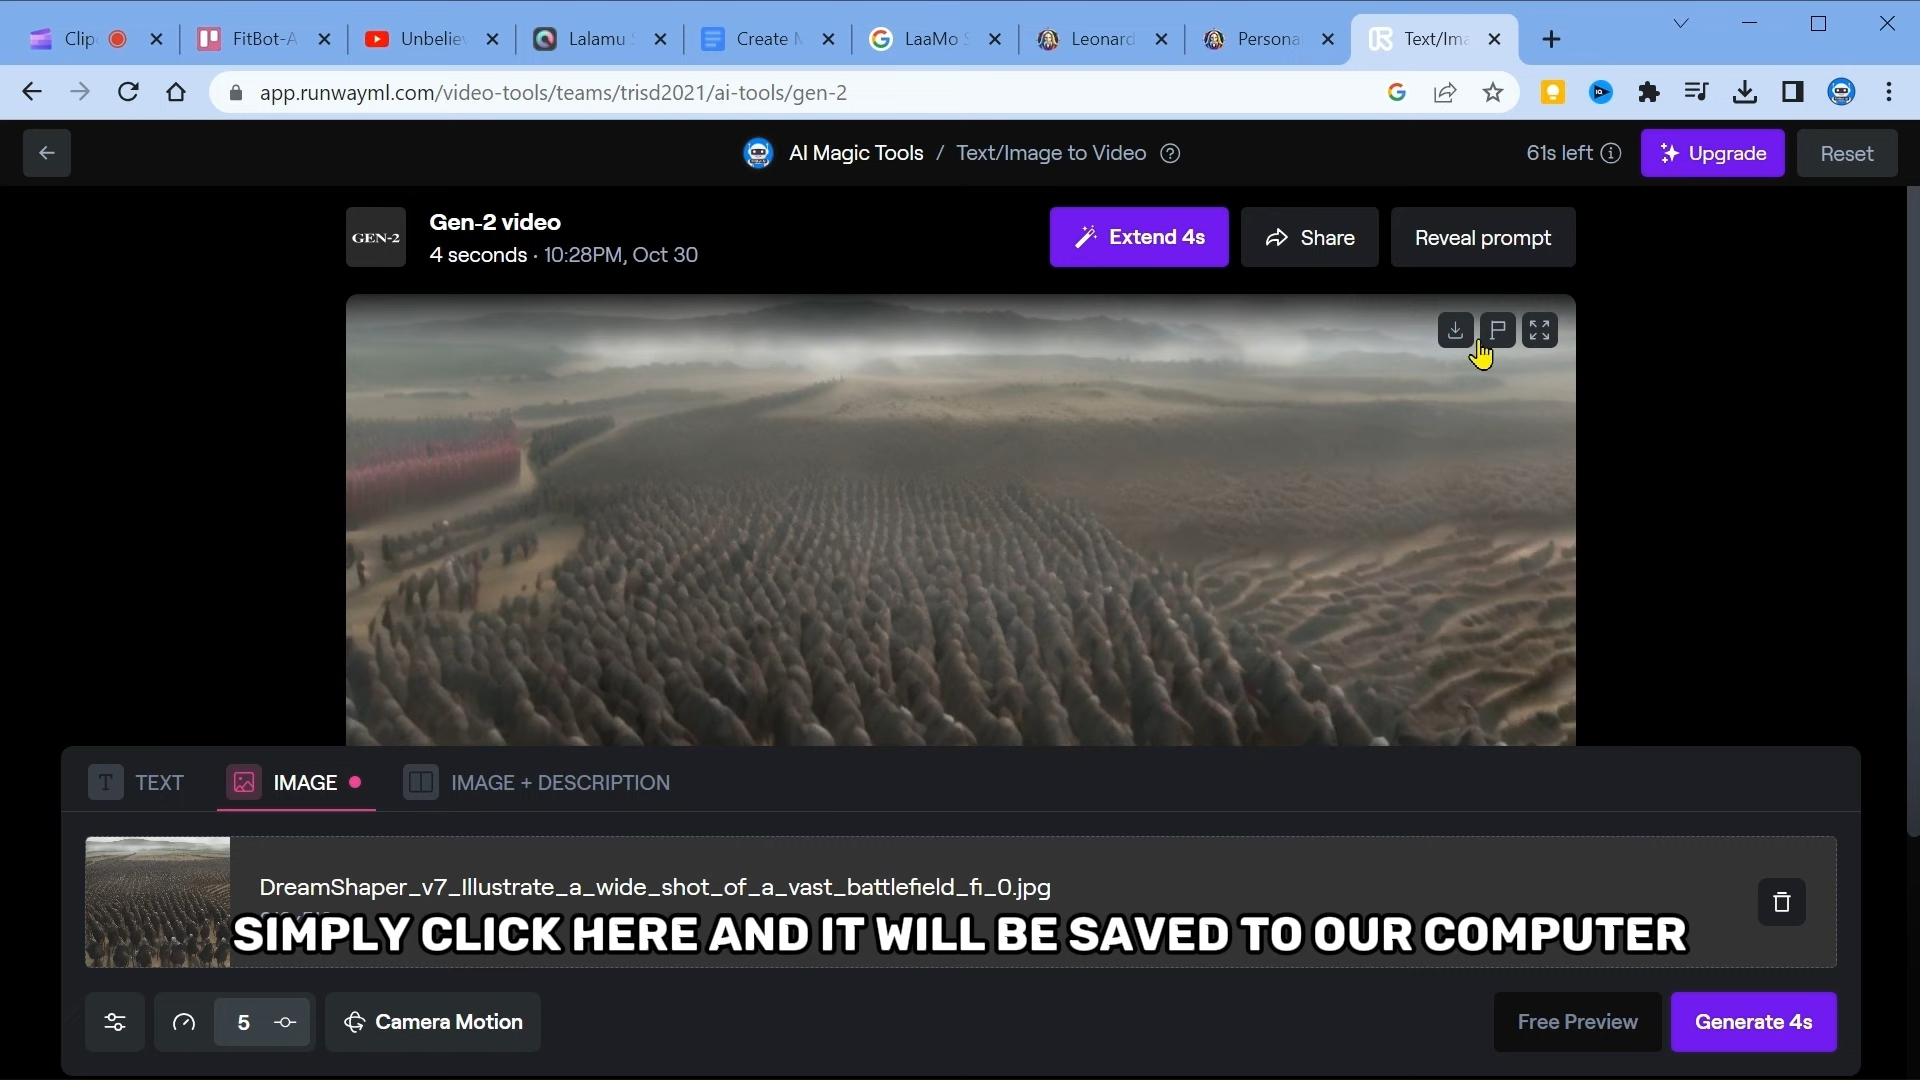 Clip
FitBot-A
Unbelie
Lalamu
Create
LaaMo
Leonard
Persona
Text/Ima
app.runwayml.com/video-tools/teams/trisd2021/ai-tools/gen-2
AI Magic Tools / Text/Image to Video
61s left
Upgrade
Reset
GEN-2
Gen-2 video
4 seconds · 10:28PM, Oct 30
Extend 4s
Share
Reveal prompt
T TEXT
IMAGE
IMAGE + DESCRIPTION
DreamShaper_v7_Illustrate_a_wide_shot_of_a_vast_battlefield_fi_0.jpg
SIMPLY CLICK HERE AND IT WILL BE SAVED TO OUR COMPUTER
5
Camera Motion
Free Preview
Generate 4s